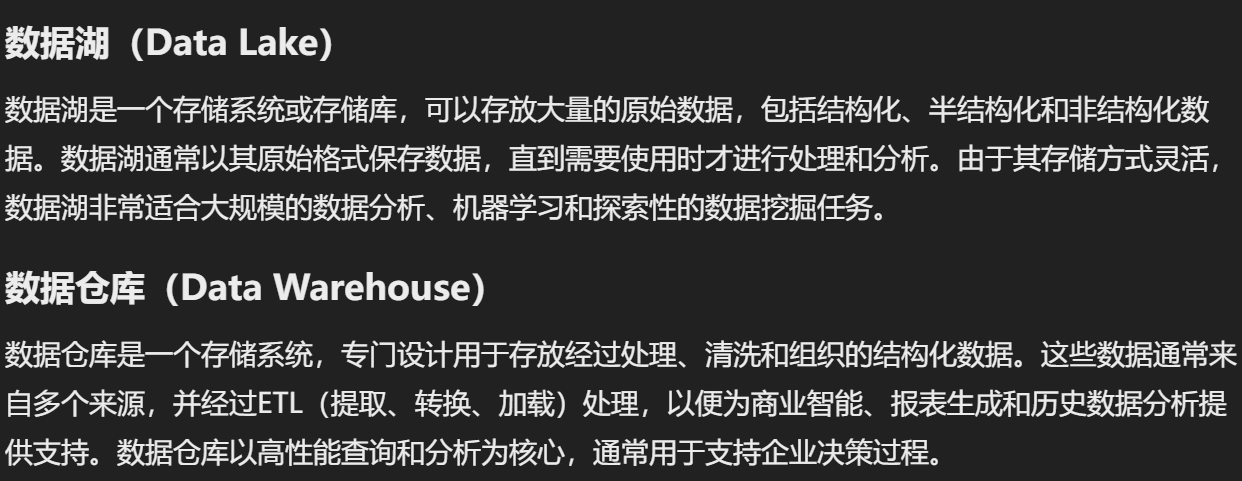 数据湖（Data Lake）
数据湖是一个存储系统或存储库，可以存放大量的原始数据，包括结构化、半结构化和非结构化数
据。数据湖通常以其原始格式保存数据，直到需要使用时才进行处理和分析。由于其存储方式灵活，
数据湖非常适合大规模的数据分析、机器学习和探索性的数据挖掘任务。
数据仓库（Data Warehouse）
数据仓库是一个存储系统，专门设计用于存放经过处理、清洗和组织的结构化数据。这些数据通常来
自多个来源，并经过ETL（提取、转换、加载）处理，以便为商业智能、报表生成和历史数据分析提
供支持。数据仓库以高性能查询和分析为核心，通常用于支持企业决策过程。